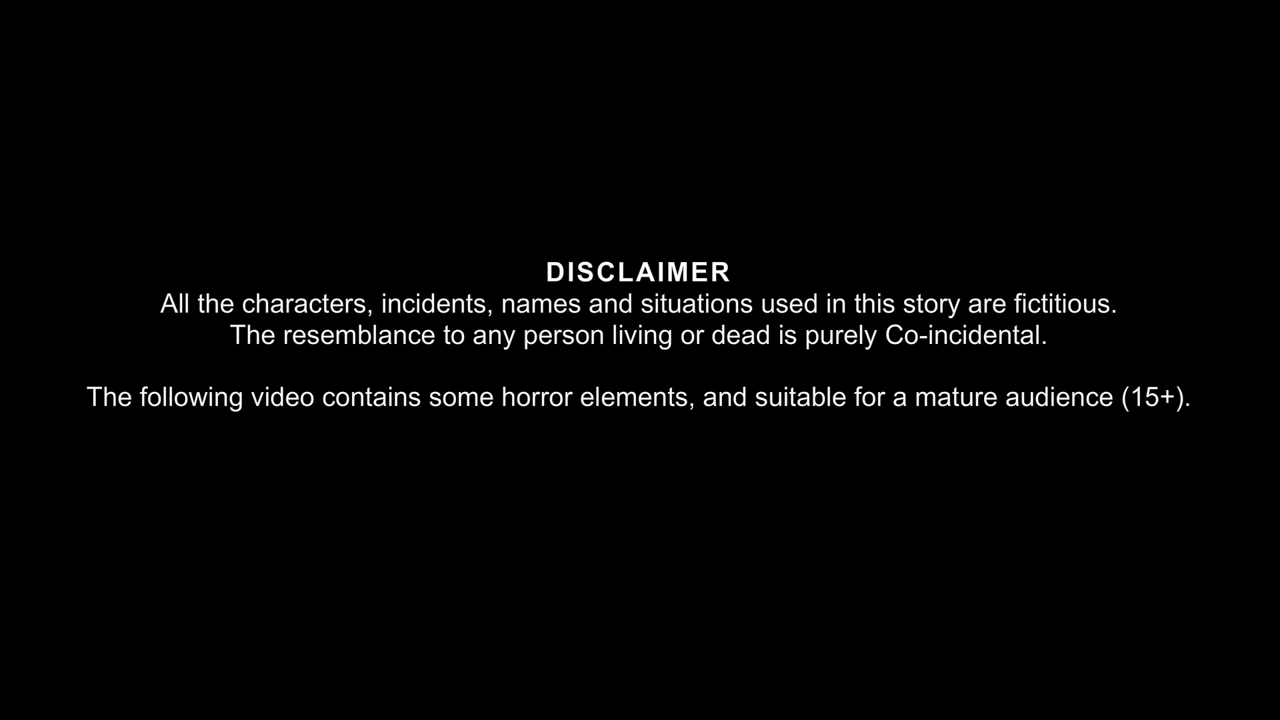 DISCLAIMER
All the characters, incidents, names and situations used in this story are fictitious.
The resemblance to any person living or dead is purely Co-incidental.
The following video contains some horror elements, and suitable for a mature audience (15+).